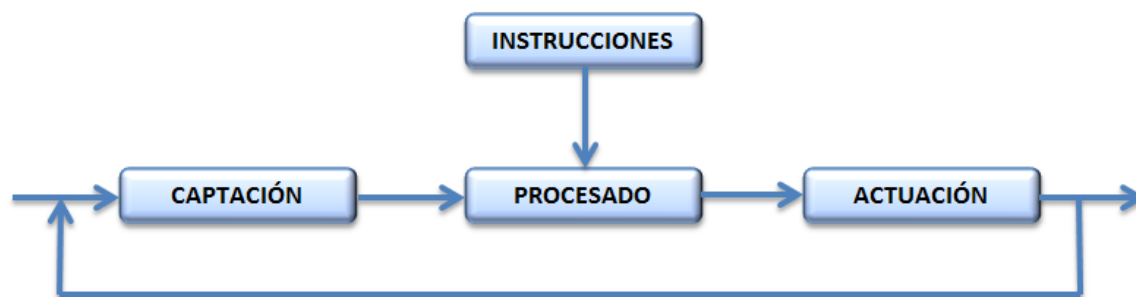 INSTRUCCIONES
CAPTACIÓN
PROCESADO
ACTUACIÓN